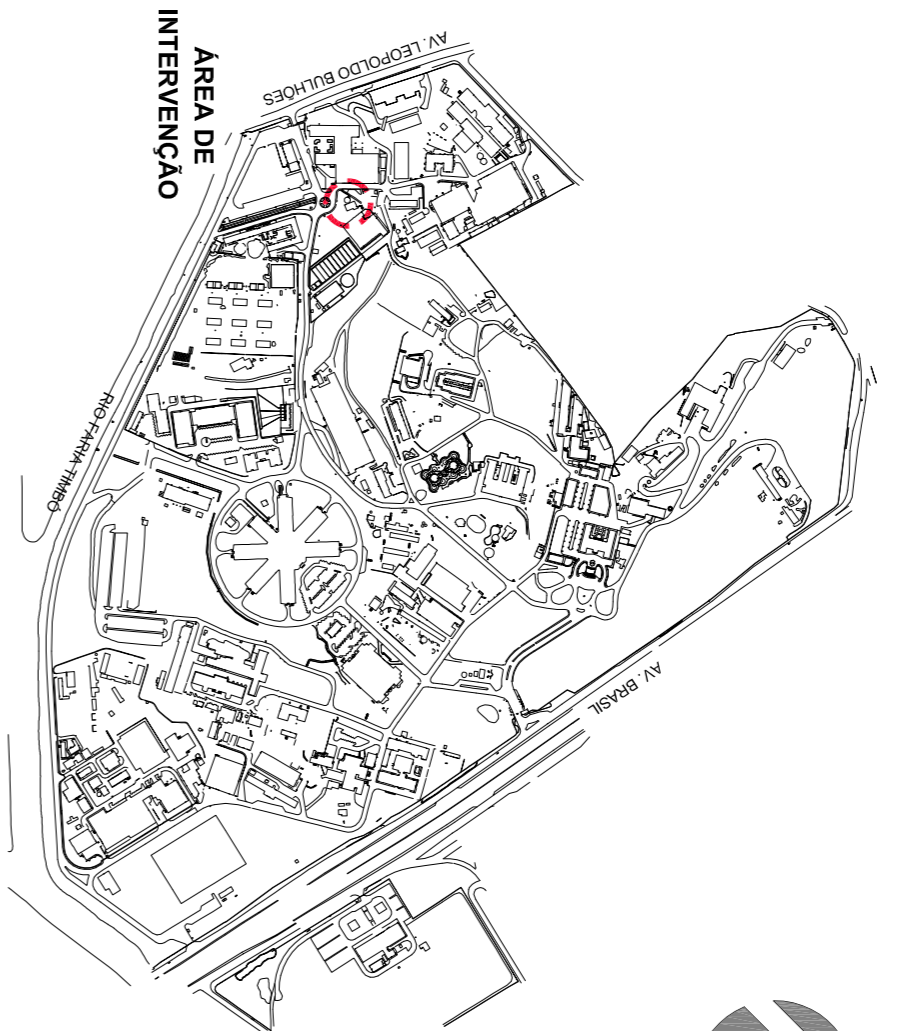 AV. LEOPOLDO BULHÕES
ÁREA DE
INTERVENÇÃO
RIO FARIA TIMBÓ
AV. BRASIL